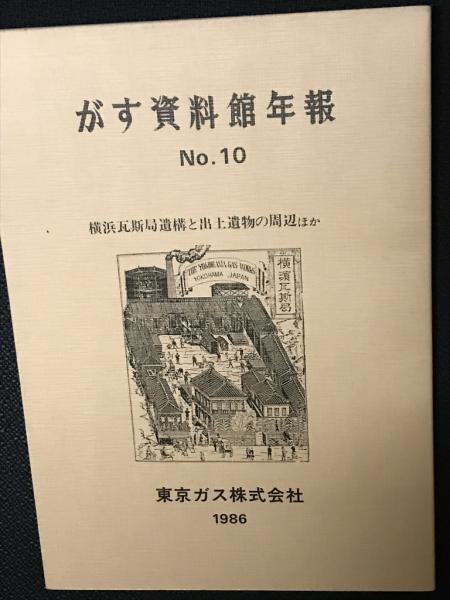 がす資料館年報
No.10
横浜瓦斯局遺構と出土遺物の周辺ほか
THE YOKOHAMA GAS WORKS
YOKOHAMA JAPAN
横濱瓦斯局
東京ガス株式会社
1986